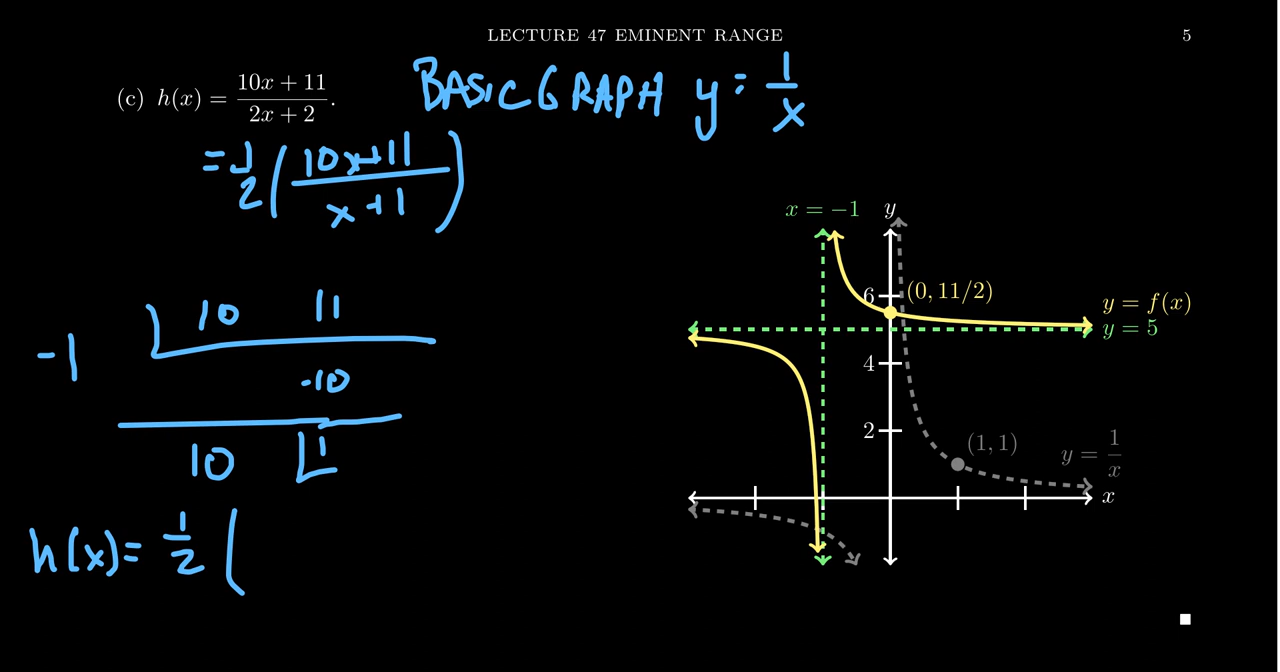 LECTURE 47 EMINENT RANGE 5
(c) h(x) = (10x + 11)/(2x + 2).
BASIC GRAPH y = 1/x
= 1/2 ( (10x+11)/(x+1) )
x = −1 y
6 (0, 11/2)
y = f(x)
y = 5
4
2
(1, 1)
y = 1/x
x
-1 10 11
-10
10 1
h(x) = 1/2 (